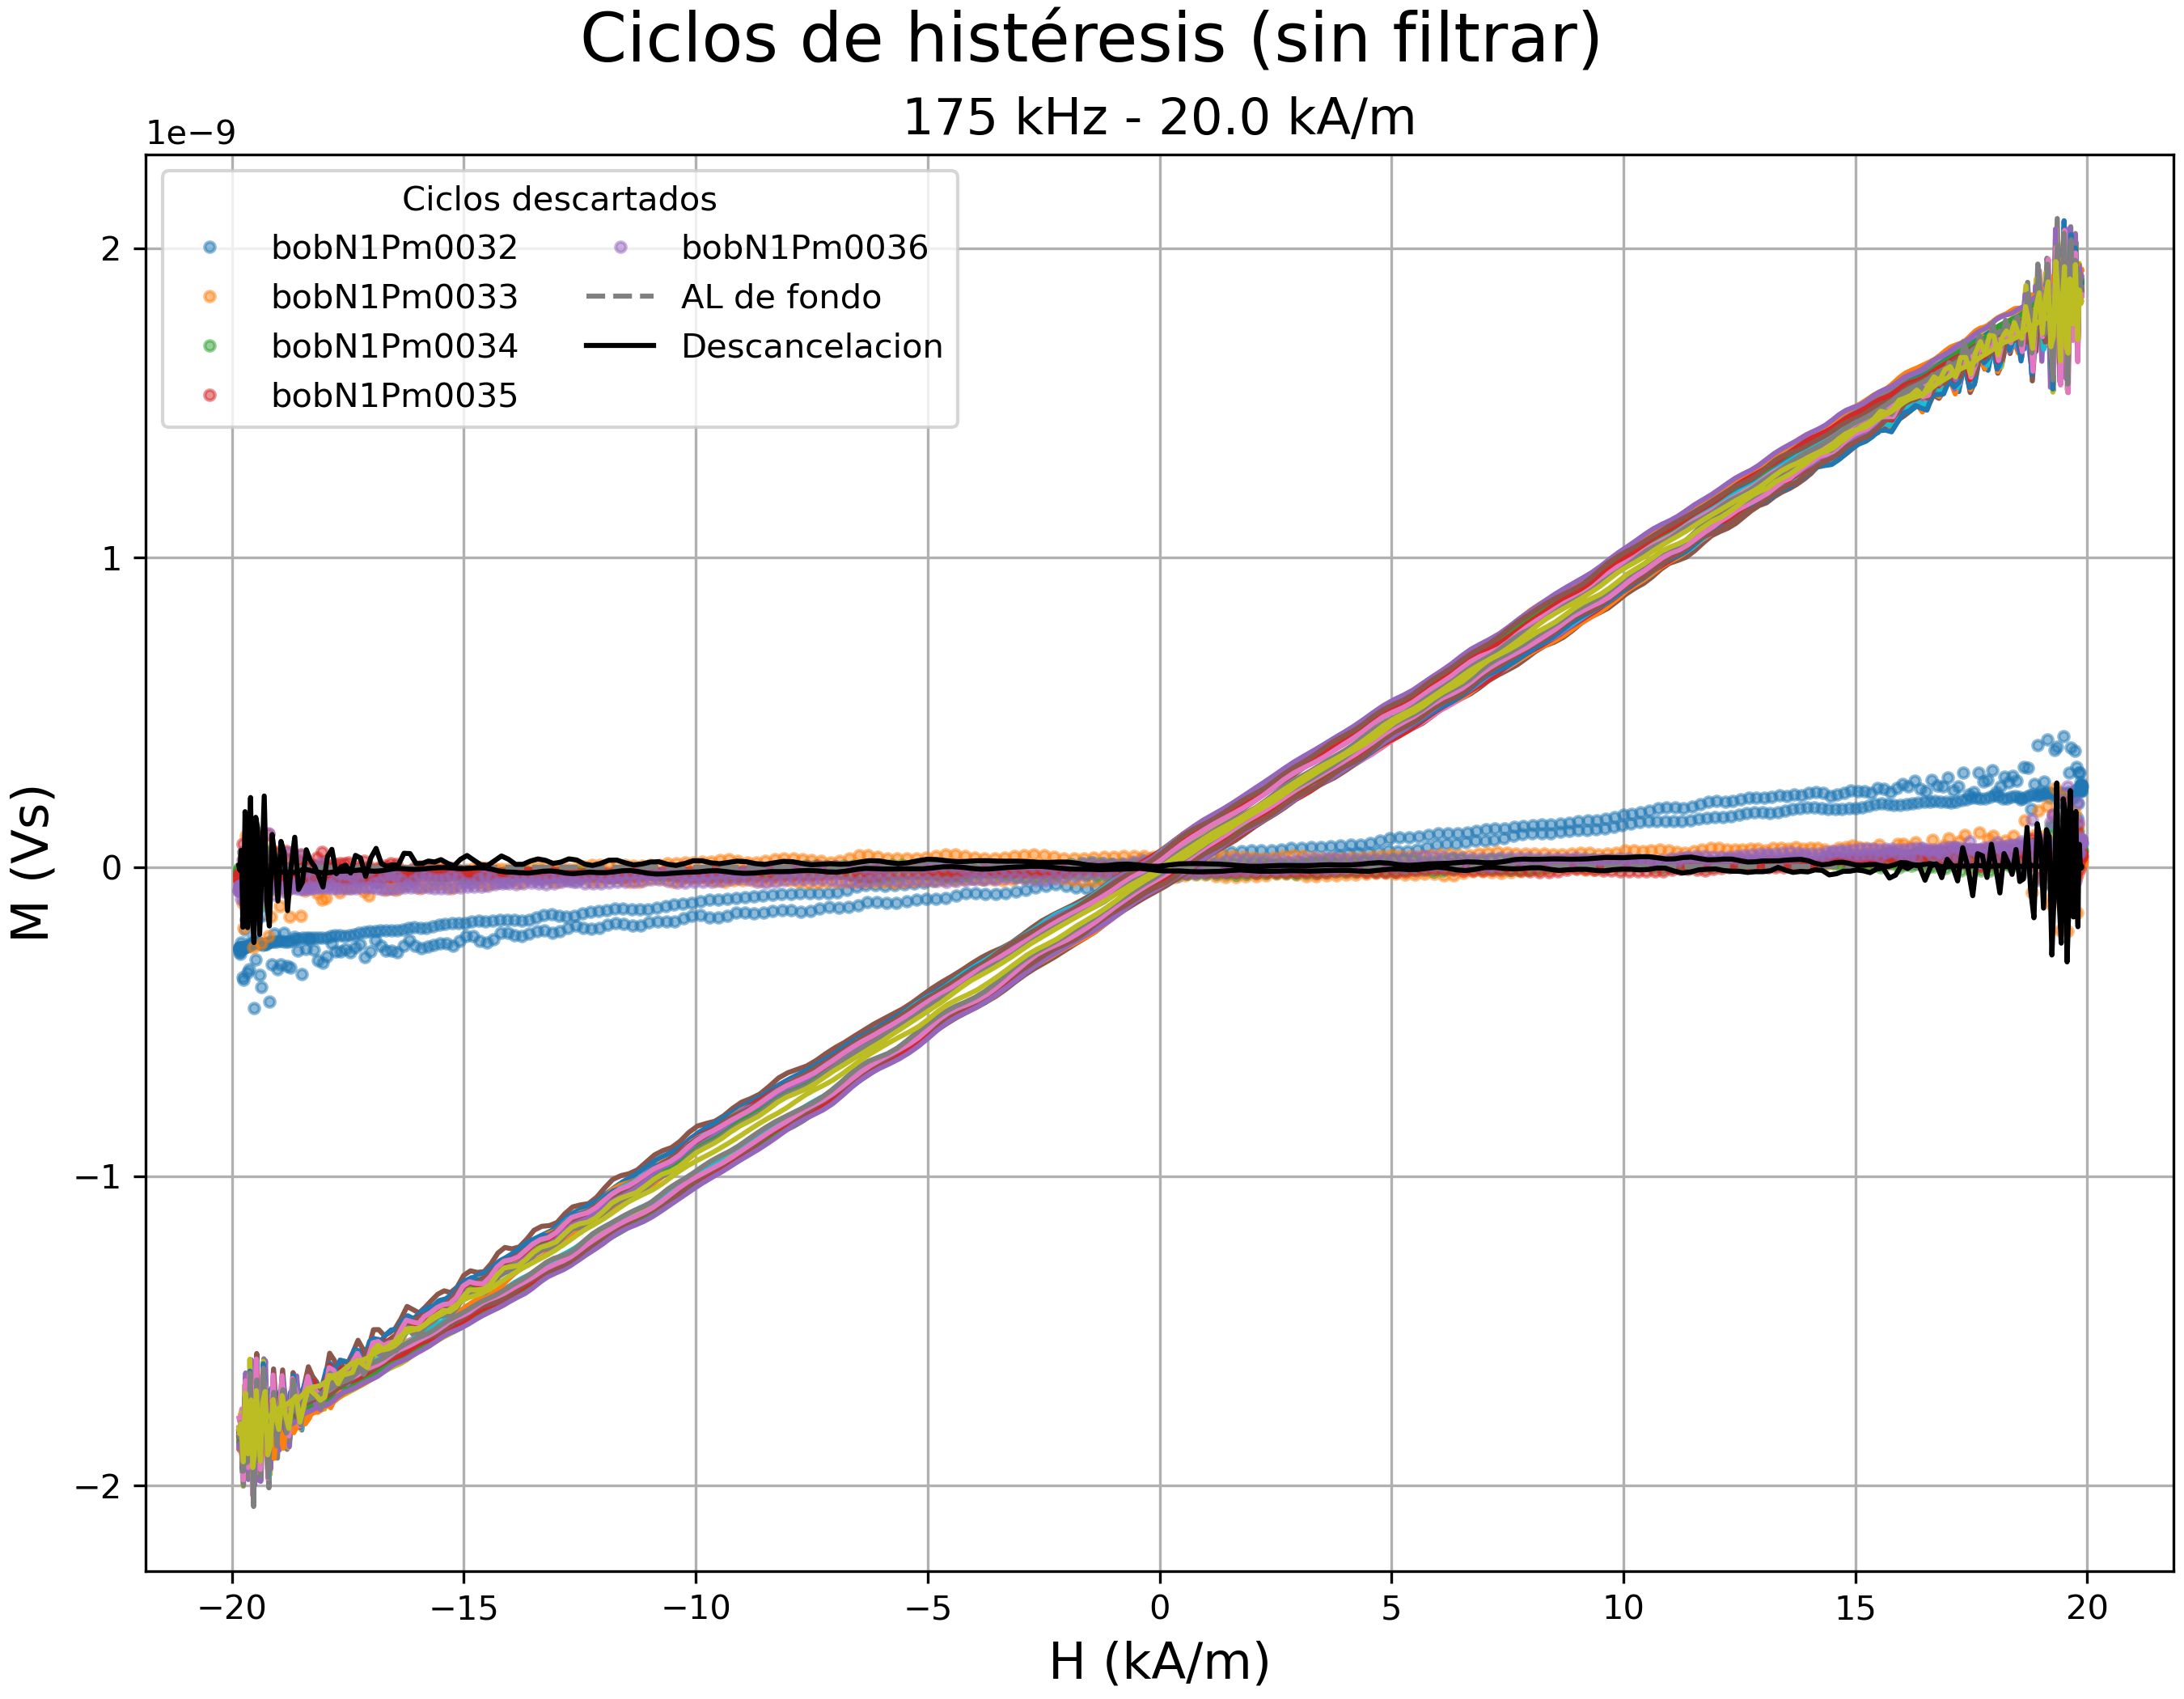 Ciclos de histéresis (sin filtrar)
175 kHz - 20.0 kA/m
1e−9
Ciclos descartados
bobN1Pm0032
bobN1Pm0033
bobN1Pm0034
bobN1Pm0035
bobN1Pm0036
AL de fondo
Descancelacion
2
1
0
−1
−2
M (Vs)
−20 −15 −10 −5 0 5 10 15 20
H (kA/m)